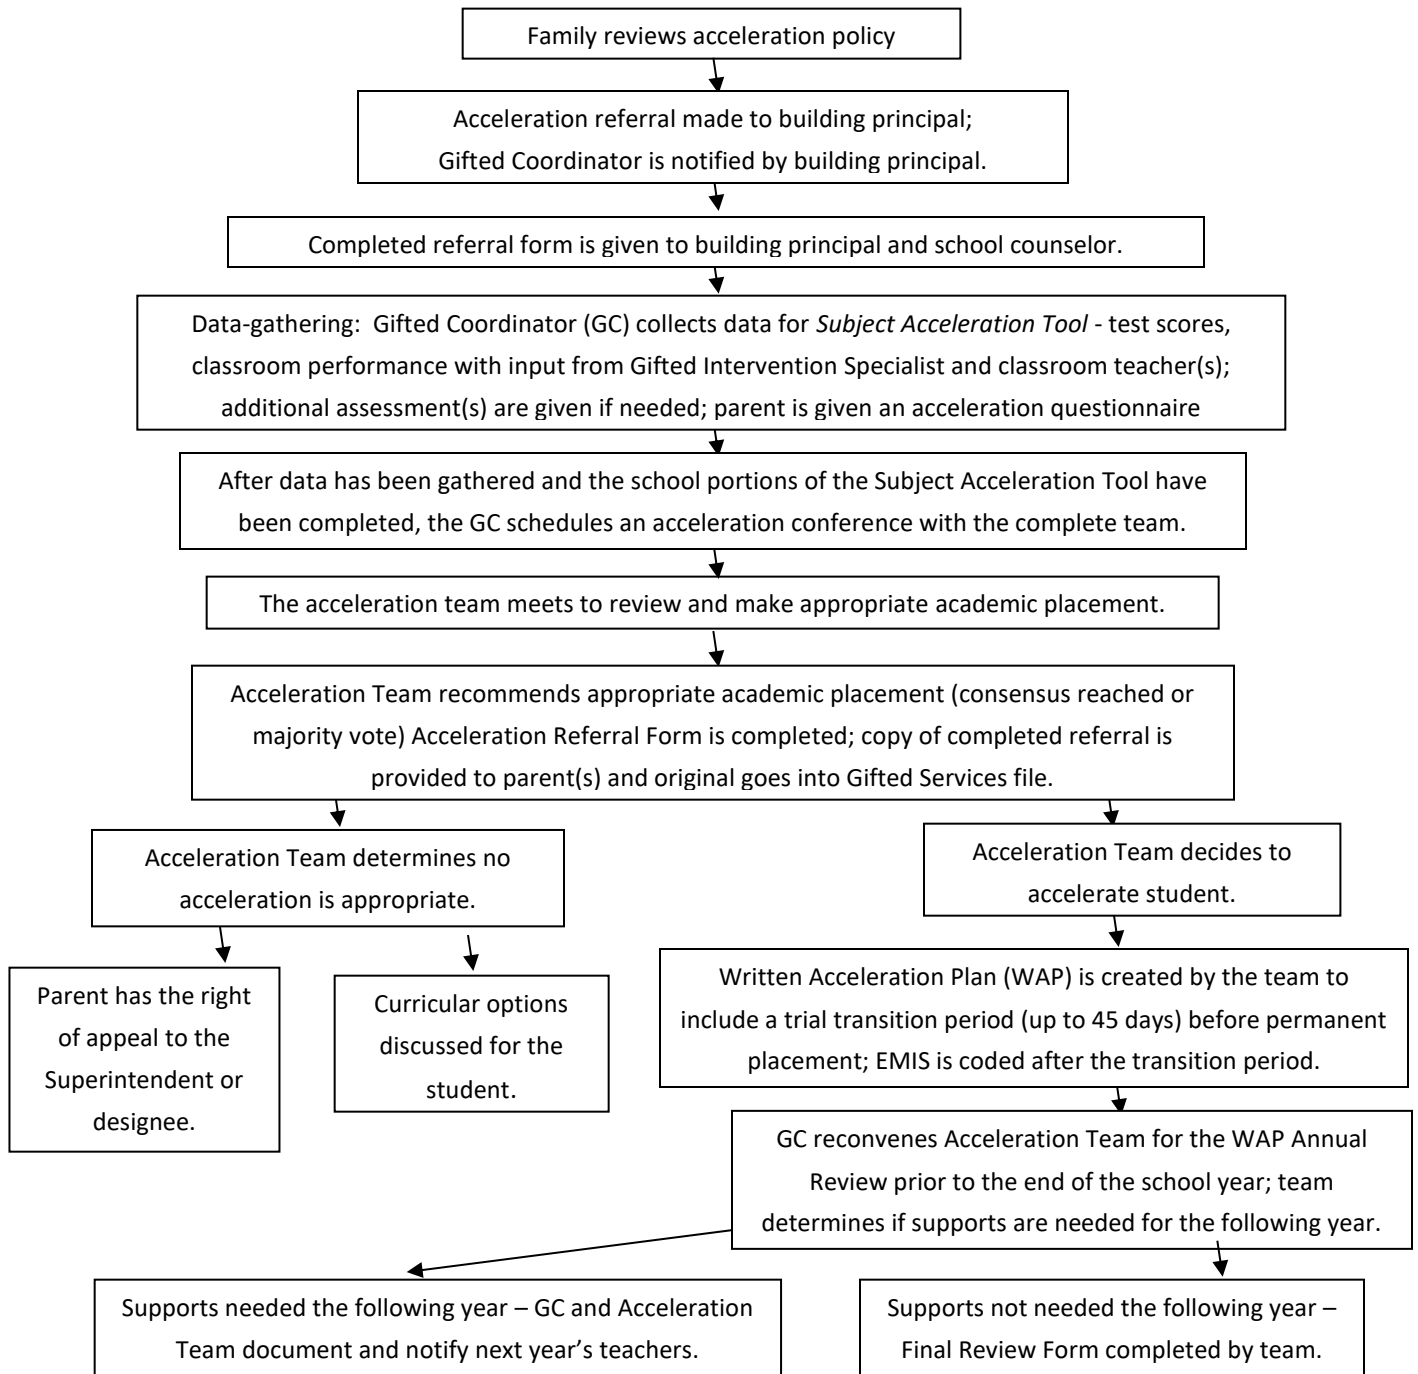 Family reviews acceleration policy
Acceleration referral made to building principal;
Gifted Coordinator is notified by building principal.
Completed referral form is given to building principal and school counselor.
Data-gathering:  Gifted Coordinator (GC) collects data for Subject Acceleration Tool - test scores,
classroom performance with input from Gifted Intervention Specialist and classroom teacher(s);
additional assessment(s) are given if needed; parent is given an acceleration questionnaire
After data has been gathered and the school portions of the Subject Acceleration Tool have
been completed, the GC schedules an acceleration conference with the complete team.
The acceleration team meets to review and make appropriate academic placement.
Acceleration Team recommends appropriate academic placement (consensus reached or
majority vote) Acceleration Referral Form is completed; copy of completed referral is
provided to parent(s) and original goes into Gifted Services file.
Acceleration Team determines no
acceleration is appropriate.
Acceleration Team decides to
accelerate student.
Parent has the right
of appeal to the
Superintendent or
designee.
Curricular options
discussed for the
student.
Written Acceleration Plan (WAP) is created by the team to
include a trial transition period (up to 45 days) before permanent
placement; EMIS is coded after the transition period.
GC reconvenes Acceleration Team for the WAP Annual
Review prior to the end of the school year; team
determines if supports are needed for the following year.
Supports needed the following year – GC and Acceleration
Team document and notify next year's teachers.
Supports not needed the following year –
Final Review Form completed by team.